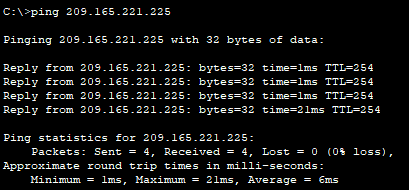 C:\>ping 209.165.221.225
Pinging 209.165.221.225 with 32 bytes of data:
Reply from 209.165.221.225: bytes=32 time=1ms TTL=254
Reply from 209.165.221.225: bytes=32 time=1ms TTL=254
Reply from 209.165.221.225: bytes=32 time=1ms TTL=254
Reply from 209.165.221.225: bytes=32 time=21ms TTL=254
Ping statistics for 209.165.221.225:
Packets: Sent = 4, Received = 4, Lost = 0 (0% loss),
Approximate round trip times in milli-seconds:
Minimum = 1ms, Maximum = 21ms, Average = 6ms